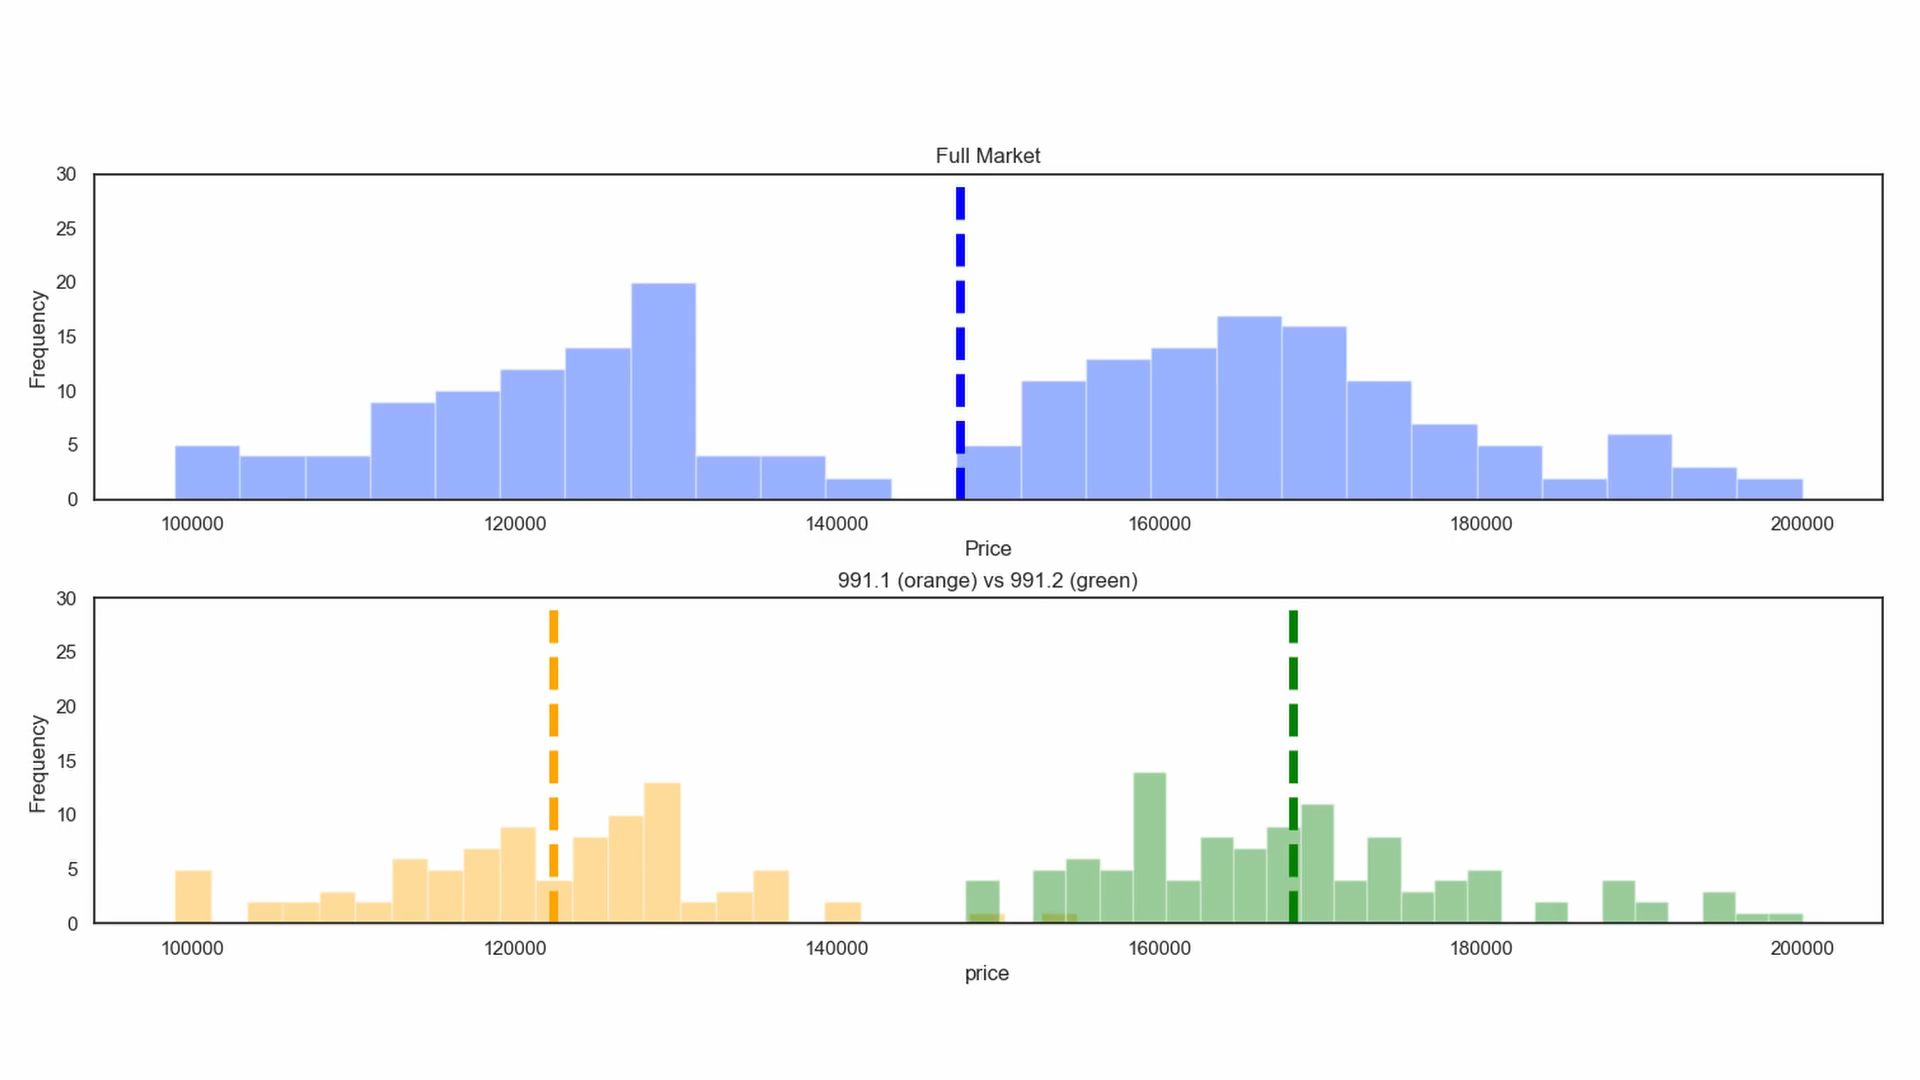 Full Market
30
25
20
15
10
5
0
Frequency
100000 120000 140000 160000 180000 200000
Price
991.1 (orange) vs 991.2 (green)
30
25
20
15
10
5
0
Frequency
100000 120000 140000 160000 180000 200000
price